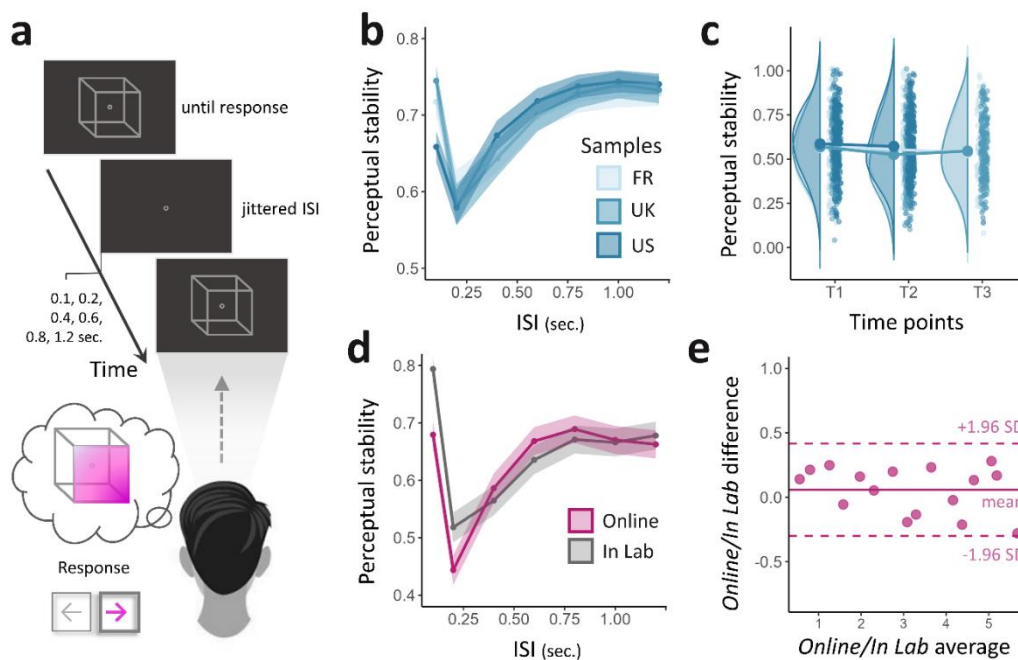 a
until response
jittered ISI
0.1, 0.2,
0.4, 0.6,
0.8, 1.2 sec.
Time
Response
b
0.8
0.7
0.6
0.5
Perceptual stability
0.25 0.50 0.75 1.00
ISI (sec.)
Samples
FR
UK
US
c
1.00
0.75
0.50
0.25
0.00
Perceptual stability
T1 T2 T3
Time points
d
0.8
0.7
0.6
0.5
0.4
Perceptual stability
0.25 0.50 0.75 1.00
ISI (sec.)
Online
In Lab
e
1.0
0.5
0.0
-0.5
Online/In Lab difference
+1.96 SD
mean
-1.96 SD
1 2 3 4 5
Online/In Lab average